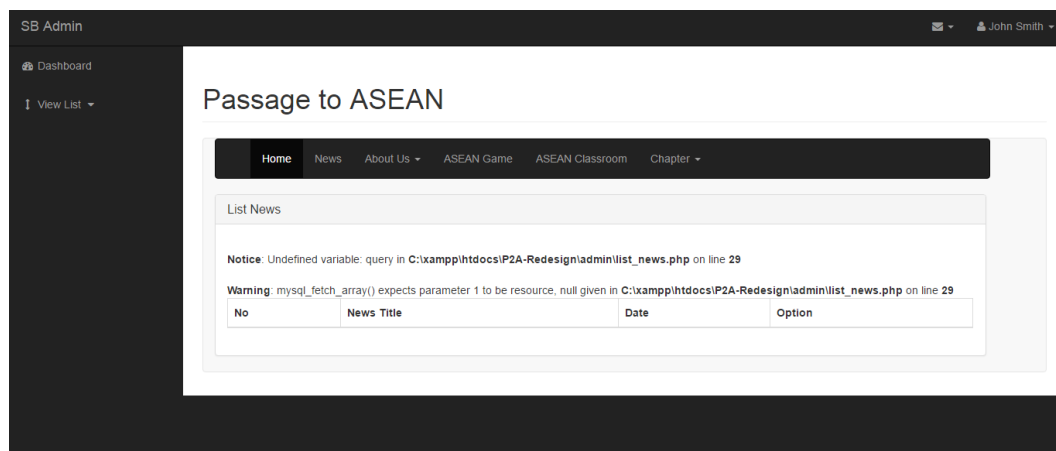 SB Admin
John Smith
Dashboard
View List
Passage to ASEAN
Home News About Us ASEAN Game ASEAN Classroom Chapter
List News
Notice: Undefined variable: query in C:\xampp\htdocs\P2A-Redesign\admin\list_news.php on line 29
Warning: mysql_fetch_array() expects parameter 1 to be resource, null given in C:\xampp\htdocs\P2A-Redesign\admin\list_news.php on line 29
No News Title Date Option